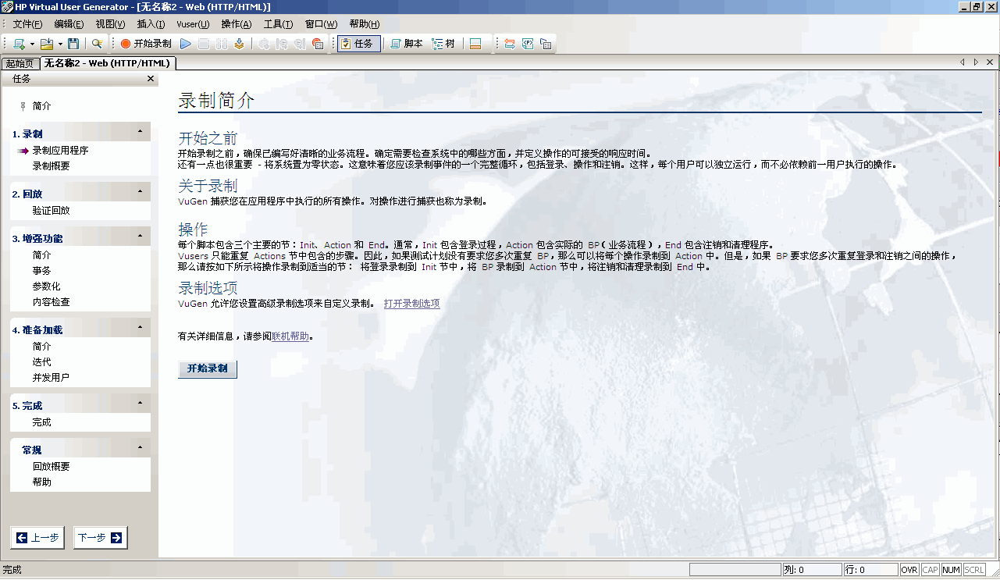 HP Virtual User Generator - [无名称2 - Web (HTTP/HTML)]
文件(F) 编辑(E) 视图(V) 插入(I) Vuser(U) 操作(A) 工具(T) 窗口(W) 帮助(H)
开始录制 任务 脚本 树
起始页 无名称2 - Web (HTTP/HTML)
任务
简介
1. 录制
录制应用程序
录制概要
2. 回放
验证回放
3. 增强功能
简介
事务
参数化
内容检查
4. 准备加载
简介
迭代
并发用户
5. 完成
完成
常规
回放概要
帮助
上一步 下一步
录制简介
开始之前
开始录制之前，确保已编写好清晰的业务流程。确定需要检查系统中的哪些方面，并定义操作的可接受的响应时间。
还有一点也很重要 - 将系统置为零状态。这意味着您应该录制事件的一个完整循环，包括登录、操作和注销。这样，每个用户可以独立运行，而不必依赖前一用户执行的操作。
关于录制
VuGen 捕获您在应用程序中执行的所有操作。对操作进行捕获也称为录制。
操作
每个脚本包含三个主要的节：Init、Action 和 End。通常，Init 包含登录过程，Action 包含实际的 BP（业务流程），End 包含注销和清理程序。
Vusers 只能重复 Actions 节中包含的步骤。因此，如果测试计划没有要求您多次重复 BP，那么可以将每个操作录制到 Action 中。但是，如果 BP 要求您多次重复登录和注销之间的操作，
那么请按如下所示将操作录制到适当的节： 将登录录制到 Init 节中，将 BP 录制到 Action 节中，将注销和清理录制到 End 中。
录制选项
VuGen 允许您设置高级录制选项来自定义录制。 打开录制选项
有关详细信息，请参阅联机帮助。
开始录制
完成 列: 0 行: 0 OVR CAP NUM SCRL